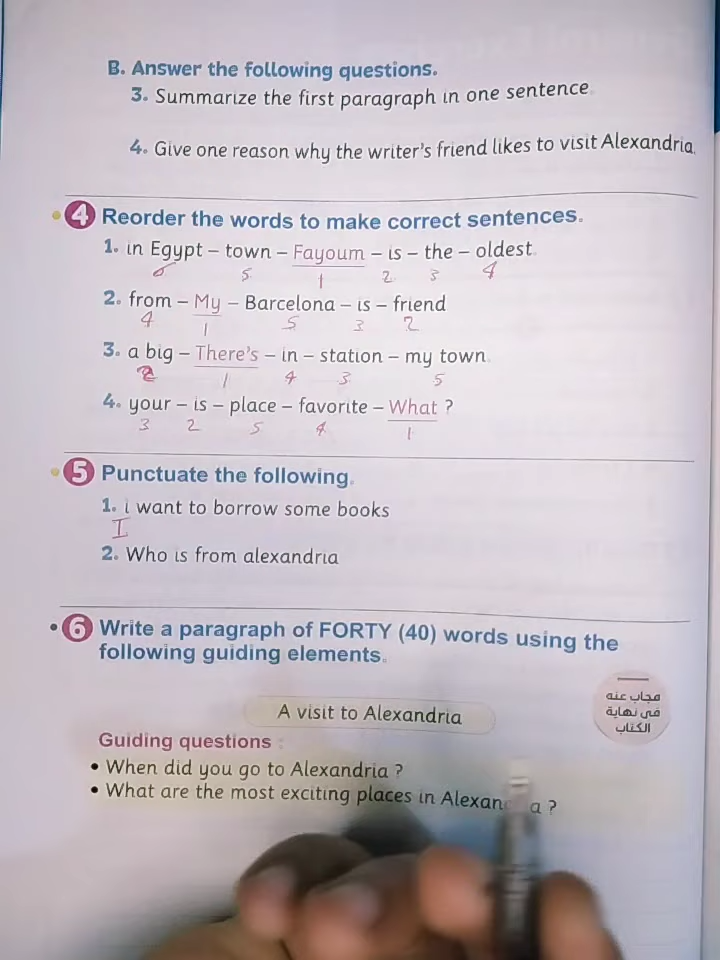 B. Answer the following questions.
3. Summarize the first paragraph in one sentence.
4. Give one reason why the writer's friend likes to visit Alexandria.
4 Reorder the words to make correct sentences.
1. in Egypt – town – Fayoum – is – the – oldest.
6 5 1 2 3 4
2. from – My – Barcelona – is – friend
4 1 5 3 2
3. a big – There's – in – station – my town.
2 1 4 3 5
4. your – is – place – favorite – What ?
3 2 5 4 1
5 Punctuate the following.
1. i want to borrow some books
I
2. Who is from alexandria
6 Write a paragraph of FORTY (40) words using the
following guiding elements.
مجاب عنه
فى نهاية
الكتاب
A visit to Alexandria
Guiding questions :
• When did you go to Alexandria ?
• What are the most exciting places in ?